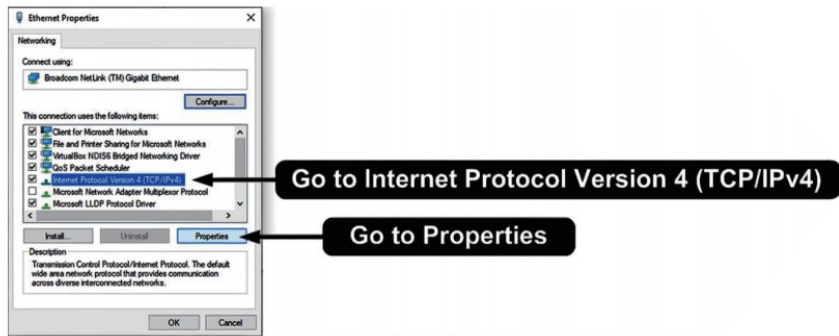 Ethernet Properties
Networking
Connect using:
Broadcom NetLink (TM) Gigabit Ethernet
Configure...
This connection uses the following items:
Client for Microsoft Networks
File and Printer Sharing for Microsoft Networks
VirtualBox NDIS6 Bridged Networking Driver
QoS Packet Scheduler
Internet Protocol Version 4 (TCP/IPv4)
Go to Internet Protocol Version 4 (TCP/IPv4)
Microsoft Network Adapter Multiplexor Protocol
Microsoft LLDP Protocol Driver
Install...
Uninstall
Properties
Go to Properties
Description
Transmission Control Protocol/Internet Protocol. The default
wide area network protocol that provides communication
across diverse interconnected networks.
OK
Cancel